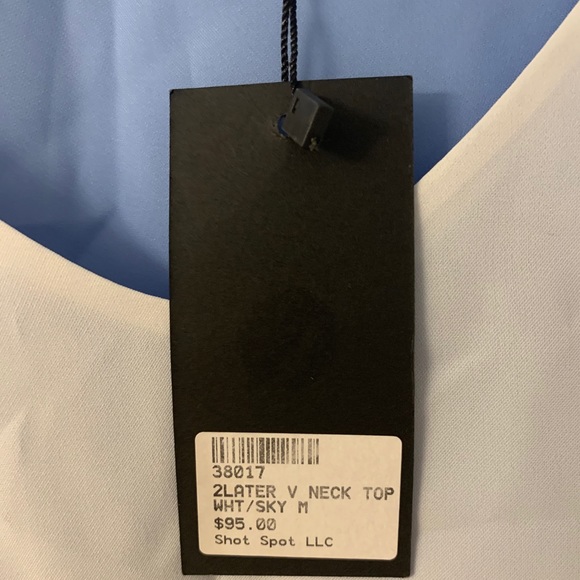 38017
2LATER V NECK TOP
WHT/SKY M
$95.00
Shot Spot LLC